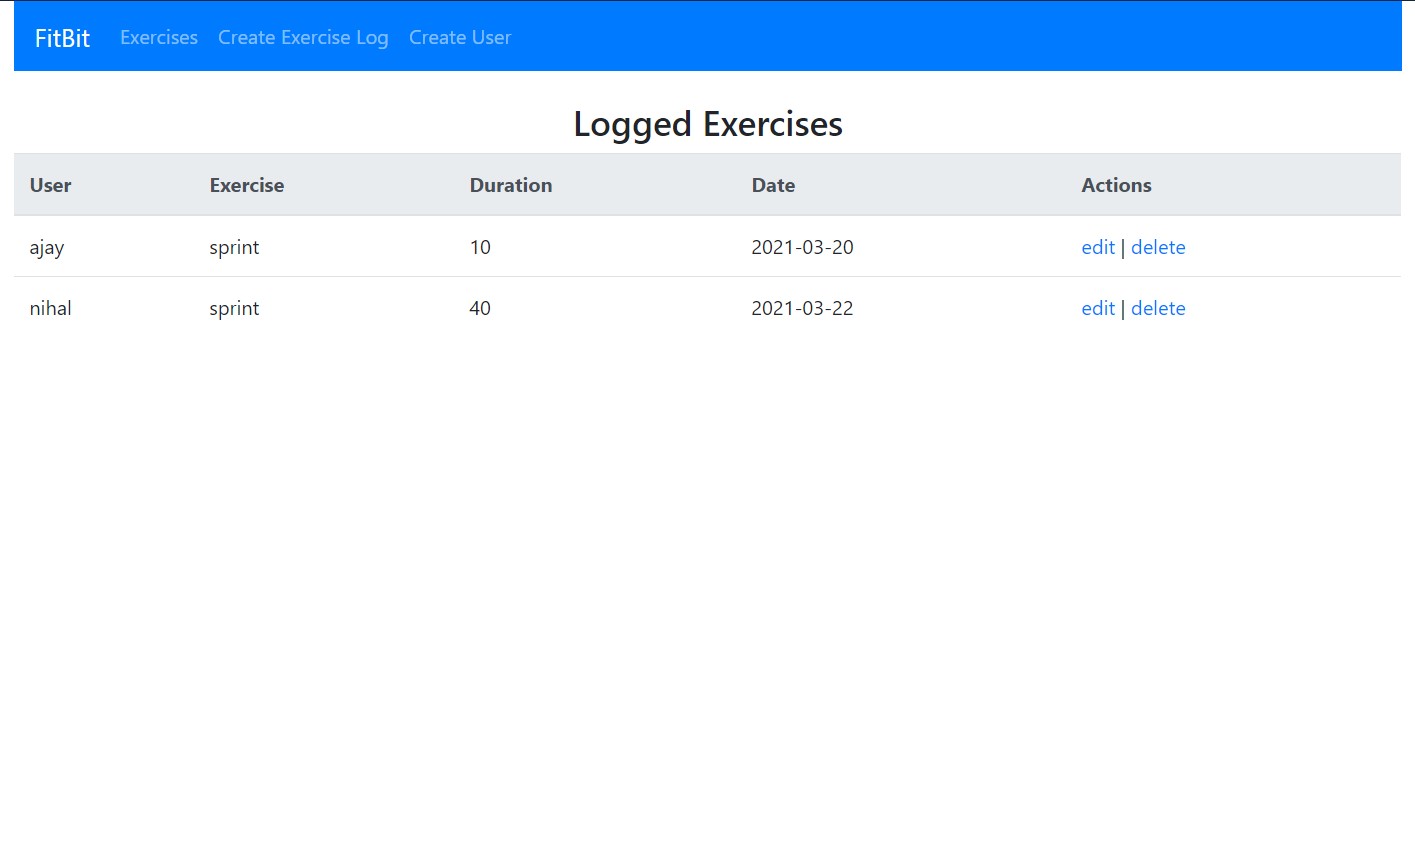 FitBit Exercises Create Exercise Log Create User
Logged Exercises
User Exercise Duration Date Actions
ajay sprint 10 2021-03-20 edit | delete
nihal sprint 40 2021-03-22 edit | delete